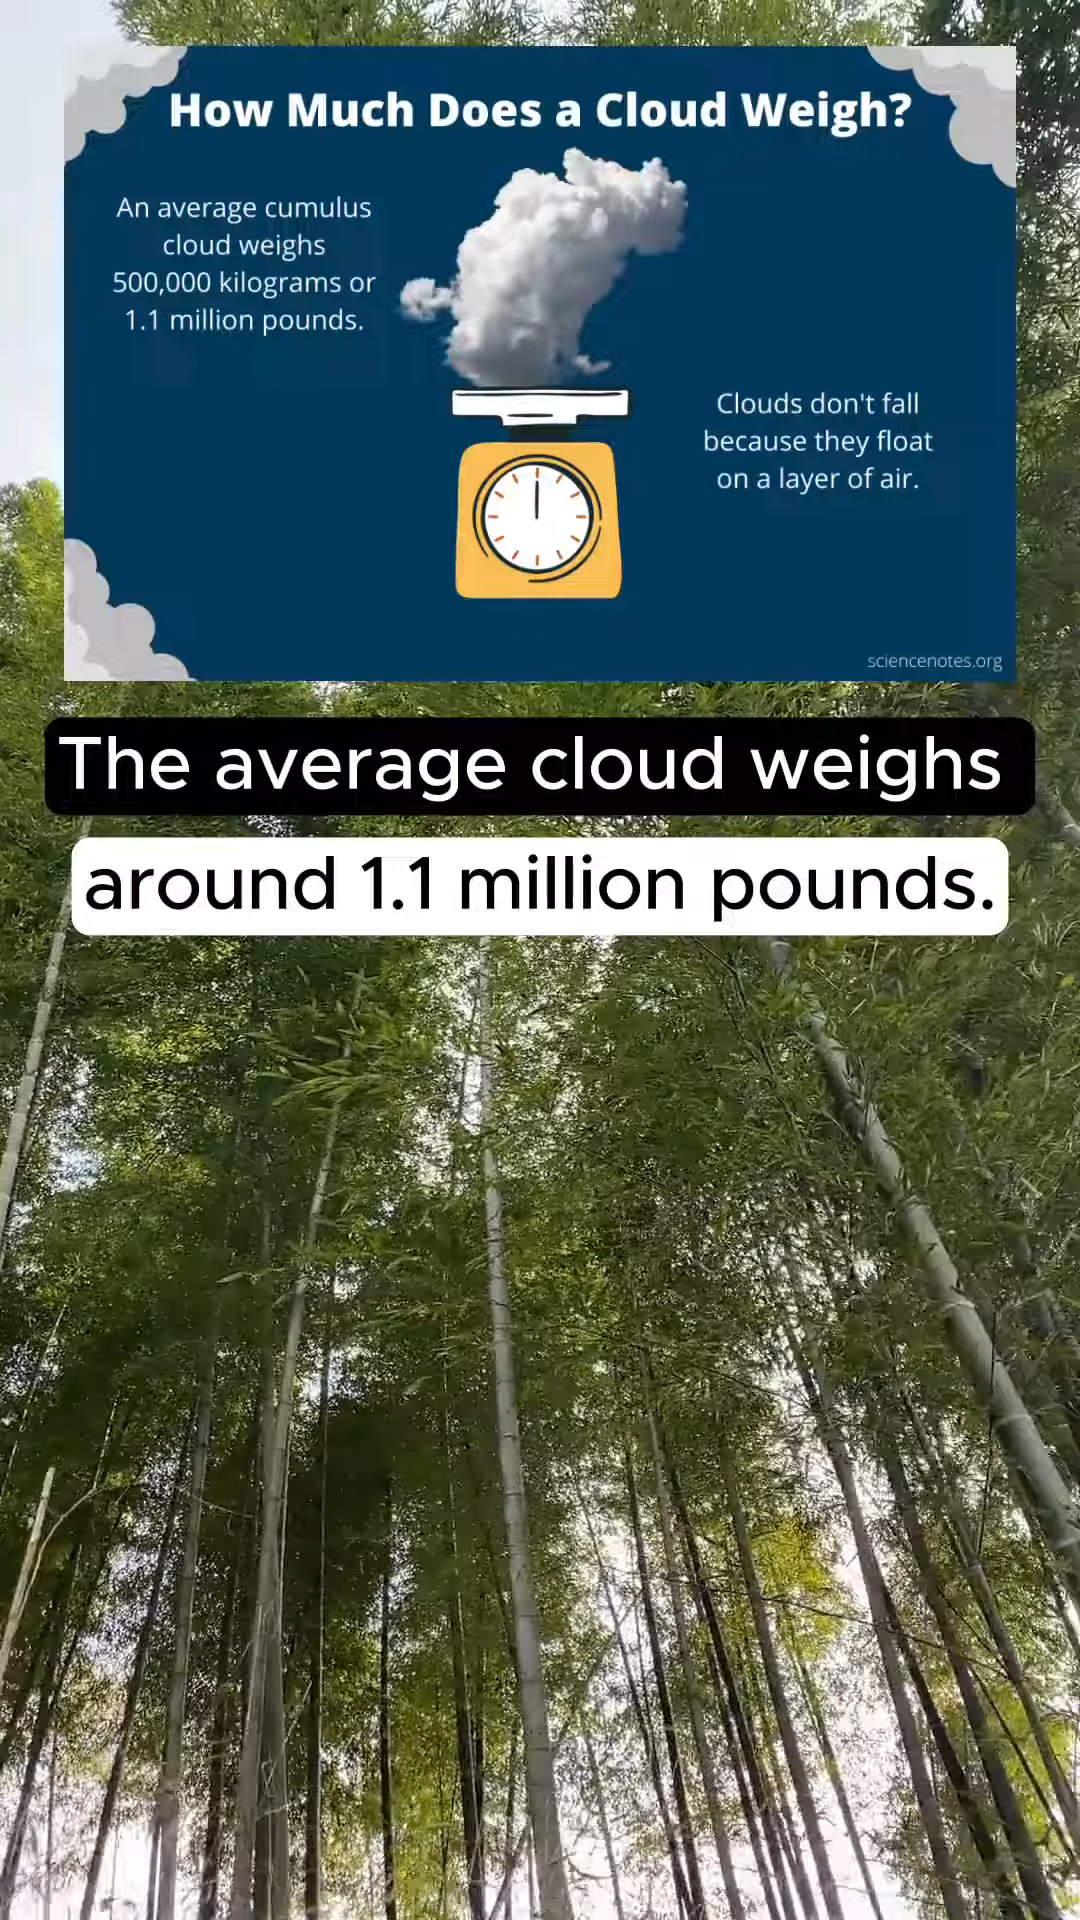 How Much Does a Cloud Weigh?
An average cumulus
cloud weighs
500,000 kilograms or
1.1 million pounds.
Clouds don't fall
because they float
on a layer of air.
sciencenotes.org
The average cloud weighs
around 1.1 million pounds.